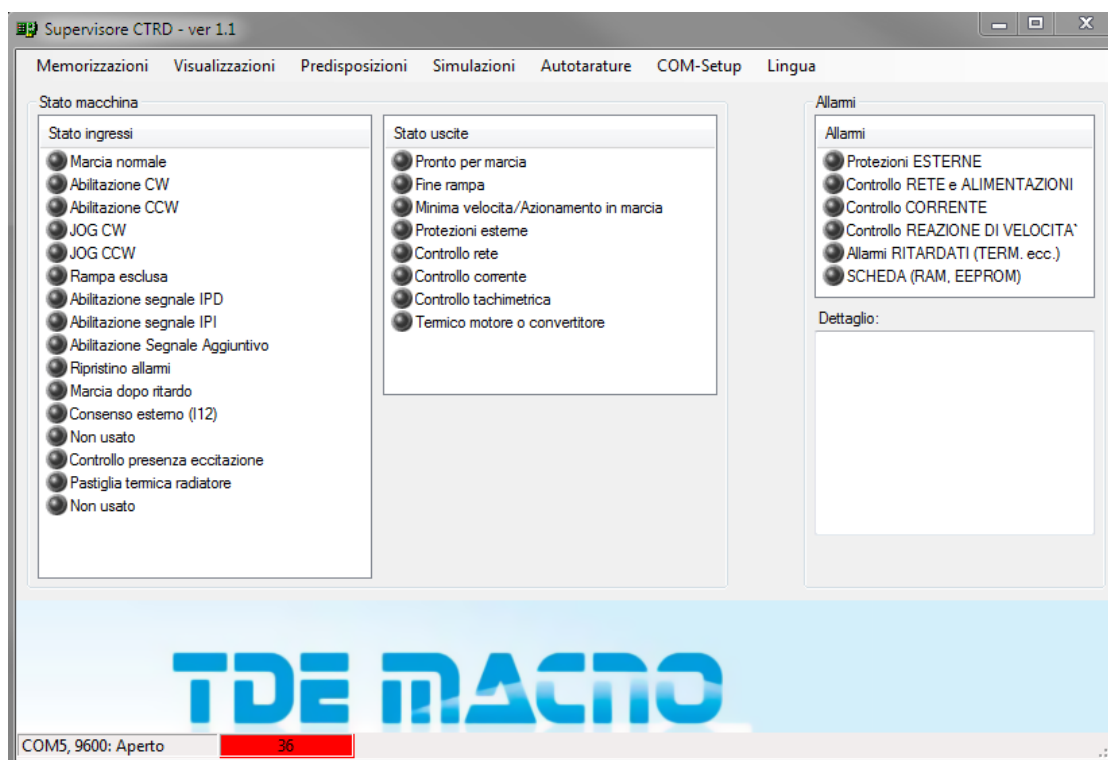 Supervisore CTRD - ver 1.1
Memorizzazioni Visualizzazioni Predisposizioni Simulazioni Autotarature COM-Setup Lingua
Stato macchina
Stato ingressi
Marcia normale
Abilitazione CW
Abilitazione CCW
JOG CW
JOG CCW
Rampa esclusa
Abilitazione segnale IPD
Abilitazione segnale IPI
Abilitazione Segnale Aggiuntivo
Ripristino allarmi
Marcia dopo ritardo
Consenso esterno (I12)
Non usato
Controllo presenza eccitazione
Pastiglia termica radiatore
Non usato
Stato uscite
Pronto per marcia
Fine rampa
Minima velocita/Azionamento in marcia
Protezioni esterne
Controllo rete
Controllo corrente
Controllo tachimetrica
Termico motore o convertitore
Allarmi
Allarmi
Protezioni ESTERNE
Controllo RETE e ALIMENTAZIONI
Controllo CORRENTE
Controllo REAZIONE DI VELOCITA`
Allarmi RITARDATI (TERM. ecc.)
SCHEDA (RAM, EEPROM)
Dettaglio:
TDE MACNO
COM5, 9600: Aperto
36